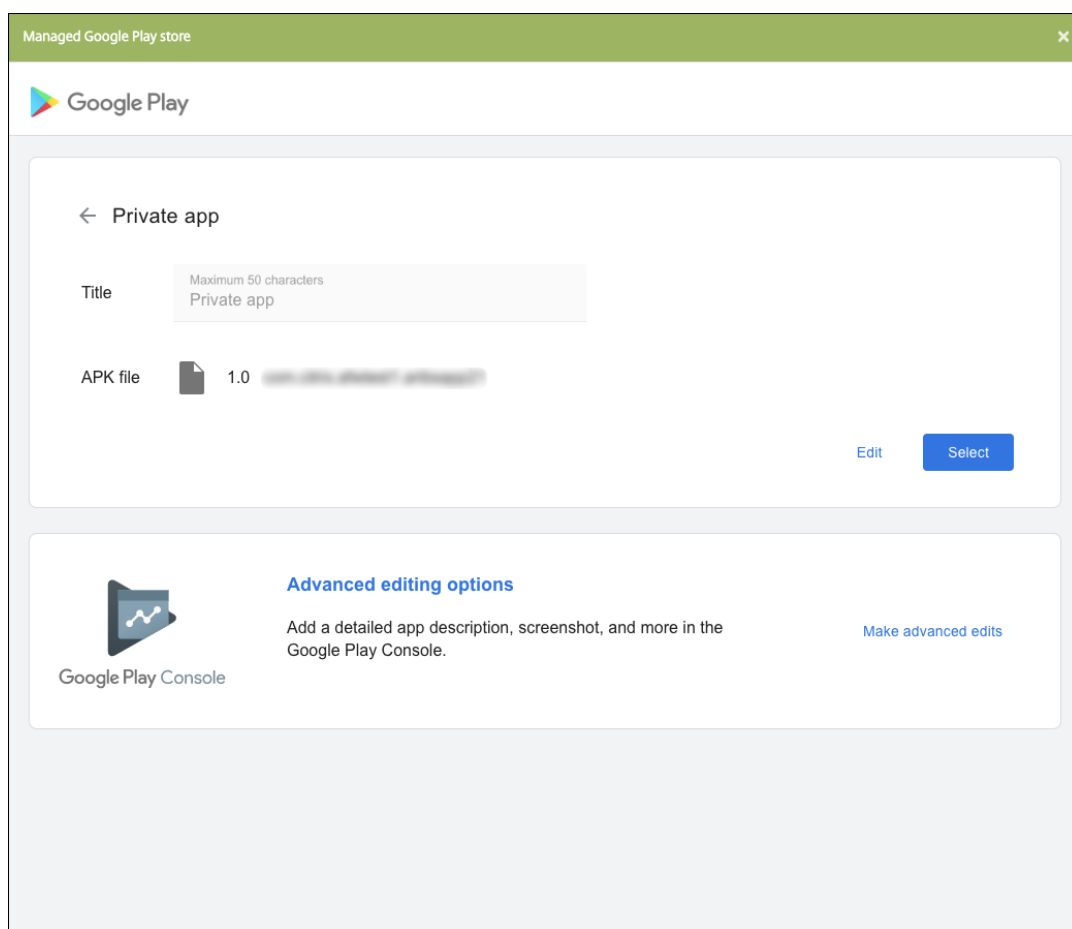 Managed Google Play store
Google Play
Private app
Title
Maximum 50 characters
Private app
APK file 1.0
Edit Select
Advanced editing options
Add a detailed app description, screenshot, and more in the
Google Play Console.
Make advanced edits
Google Play Console